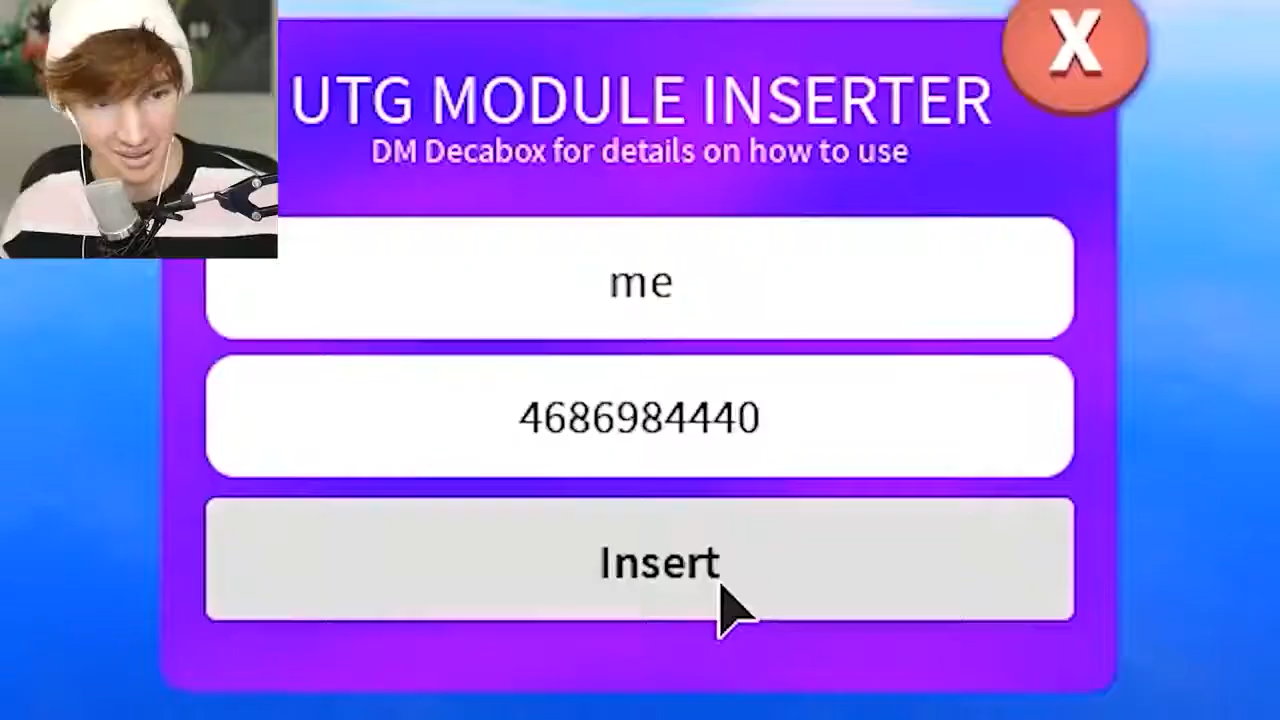 X
UTG MODULE INSERTER
DM Decabox for details on how to use
me
4686984440
Insert